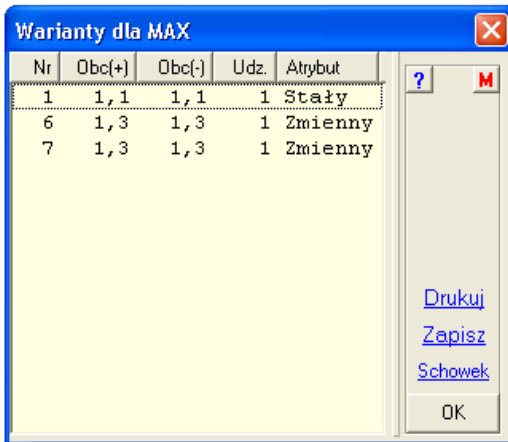 Warianty dla MAX
Nr Obc(+) Obc(-) Udz. Atrybut
1 1,1 1,1 1 Stały
6 1,3 1,3 1 Zmienny
7 1,3 1,3 1 Zmienny
? M
Drukuj
Zapisz
Schowek
OK